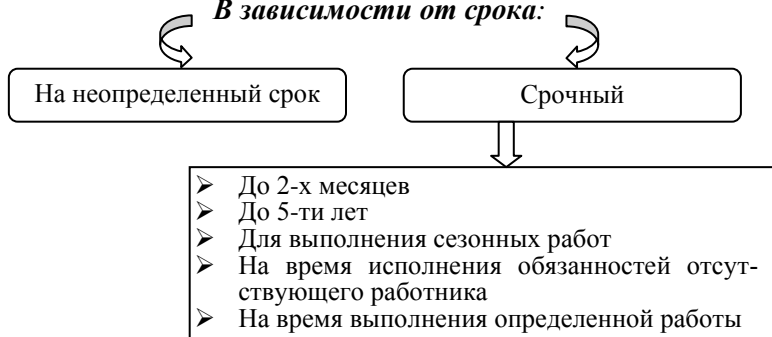 В зависимости от срока:
На неопределенный срок
Срочный
➢ До 2-х месяцев
➢ До 5-ти лет
➢ Для выполнения сезонных работ
➢ На время исполнения обязанностей отсут-
ствующего работника
➢ На время выполнения определенной работы